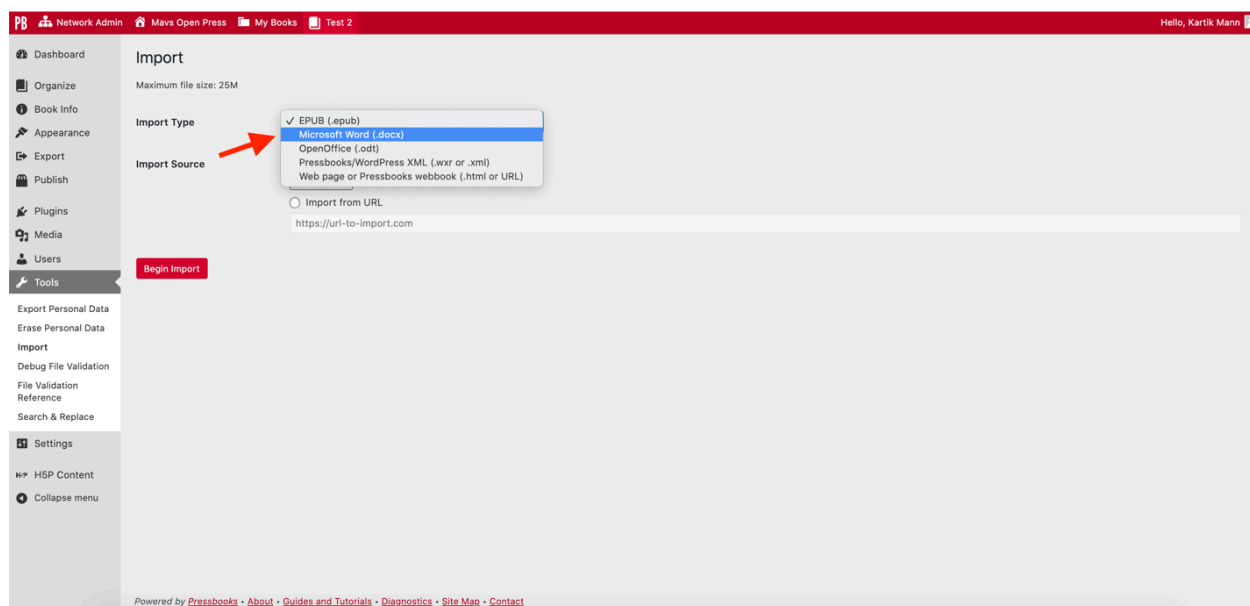 PB Network Admin Mavs Open Press My Books Test 2 Hello, Kartik Mann
Dashboard
Organize
Book Info
Appearance
Export
Publish
Plugins
Media
Users
Tools
Export Personal Data
Erase Personal Data
Import
Debug File Validation
File Validation
Reference
Search & Replace
Settings
H5P H5P Content
Collapse menu
Import
Maximum file size: 25M
Import Type
✓ EPUB (.epub)
Microsoft Word (.docx)
OpenOffice (.odt)
Pressbooks/WordPress XML (.wxr or .xml)
Web page or Pressbooks webbook (.html or URL)
Import Source
Import from URL
https://url-to-import.com
Begin Import
Powered by Pressbooks • About • Guides and Tutorials • Diagnostics • Site Map • Contact